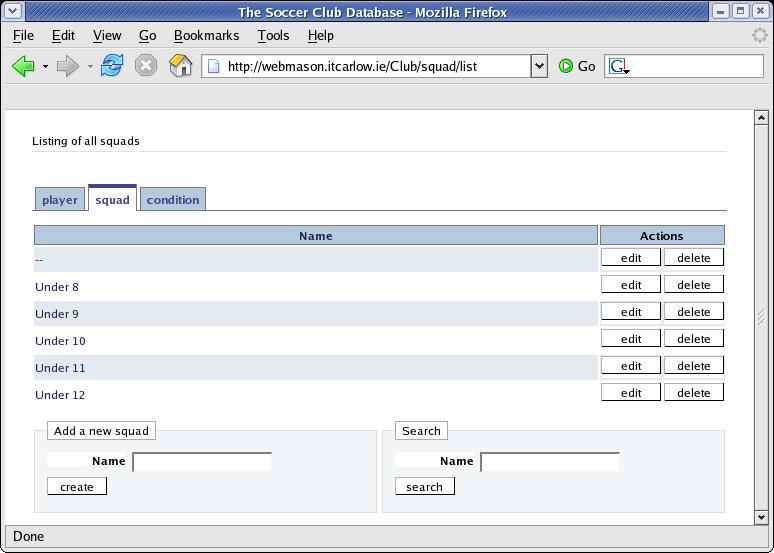 The Soccer Club Database - Mozilla Firefox
File Edit View Go Bookmarks Tools Help
http://webmason.itcarlow.ie/Club/squad/list Go G
Listing of all squads
player squad condition
Name Actions
-- edit delete
Under 8 edit delete
Under 9 edit delete
Under 10 edit delete
Under 11 edit delete
Under 12 edit delete
Add a new squad Search
Name Name
create search
Done